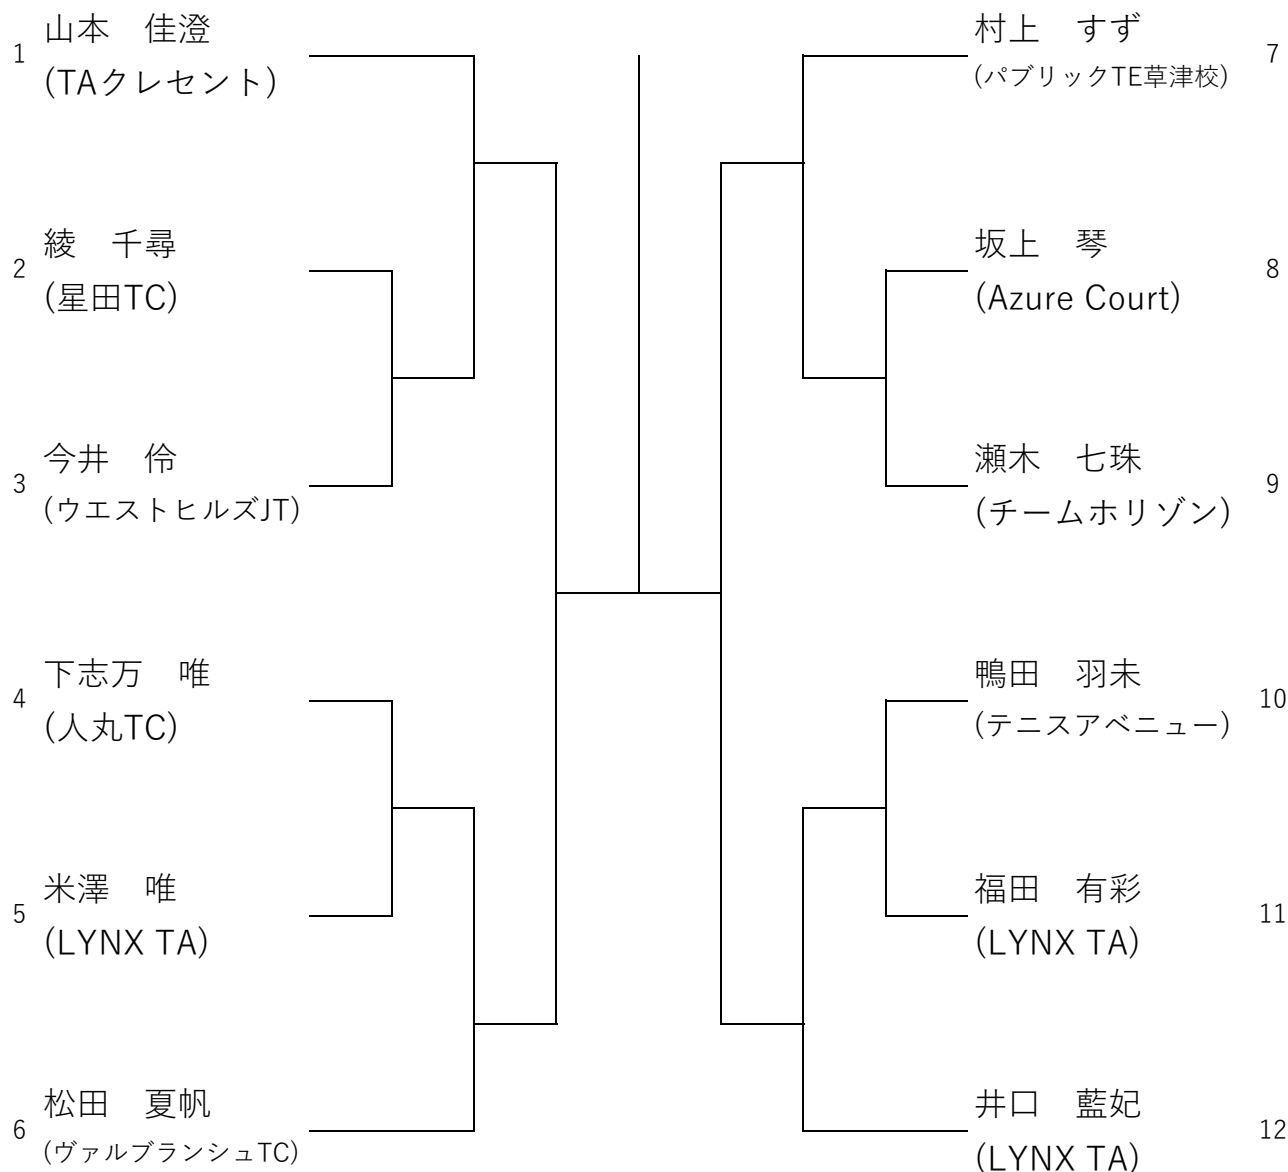 1
山本　佳澄
(TAクレセント)
2
綾　千尋
(星田TC)
3
今井　伶
(ウエストヒルズJT)
4
下志万　唯
(人丸TC)
5
米澤　唯
(LYNX TA)
6
松田　夏帆
(ヴァルブランシュTC)
村上　すず
(パブリックTE草津校)
7
坂上　琴
(Azure Court)
8
瀬木　七珠
(チームホリゾン)
9
鴨田　羽未
(テニスアベニュー)
10
福田　有彩
(LYNX TA)
11
井口　藍妃
(LYNX TA)
12